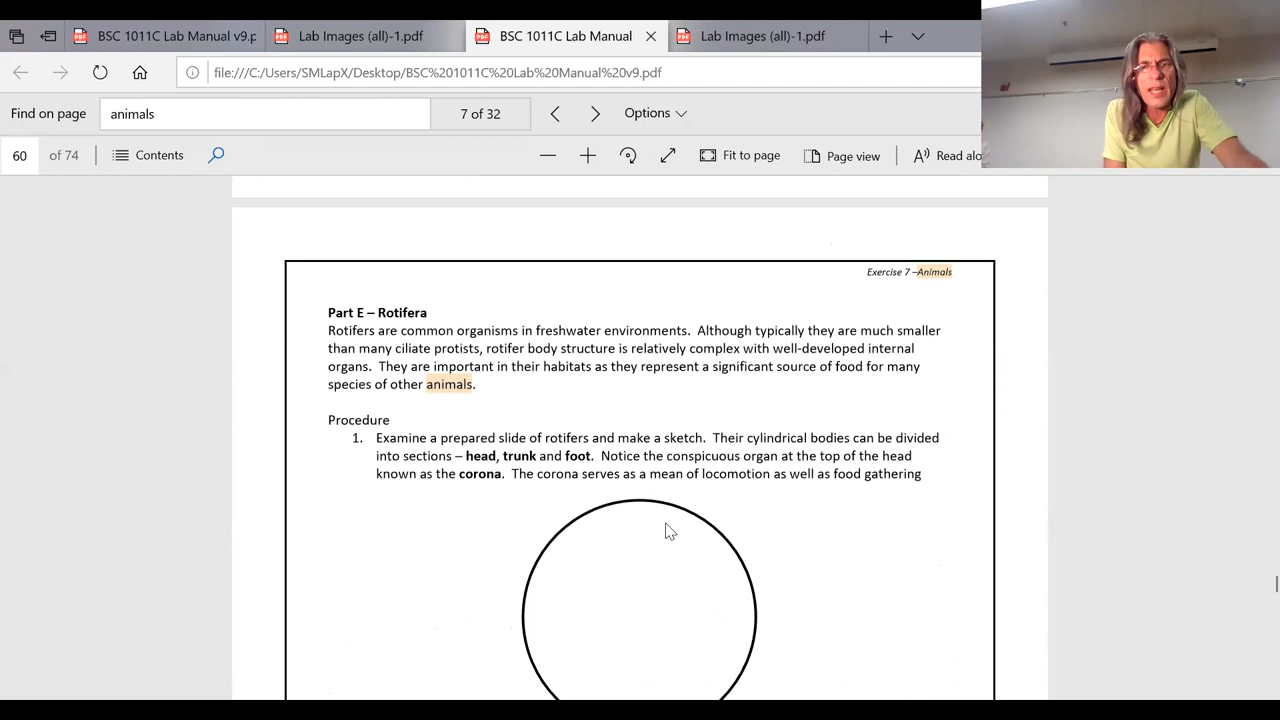 BSC 1011C Lab Manual v9.p
Lab Images (all)-1.pdf
BSC 1011C Lab Manual
Lab Images (all)-1.pdf
file:///C:/Users/SMLapX/Desktop/BSC%201011C%20Lab%20Manual%20v9.pdf
Find on page
animals
7 of 32
Options
60 of 74
Contents
Fit to page
Page view
Read alo
Exercise 7 –Animals
Part E – Rotifera
Rotifers are common organisms in freshwater environments. Although typically they are much smaller
than many ciliate protists, rotifer body structure is relatively complex with well-developed internal
organs. They are important in their habitats as they represent a significant source of food for many
species of other animals.
Procedure
1. Examine a prepared slide of rotifers and make a sketch. Their cylindrical bodies can be divided
into sections – head, trunk and foot. Notice the conspicuous organ at the top of the head
known as the corona. The corona serves as a mean of locomotion as well as food gathering